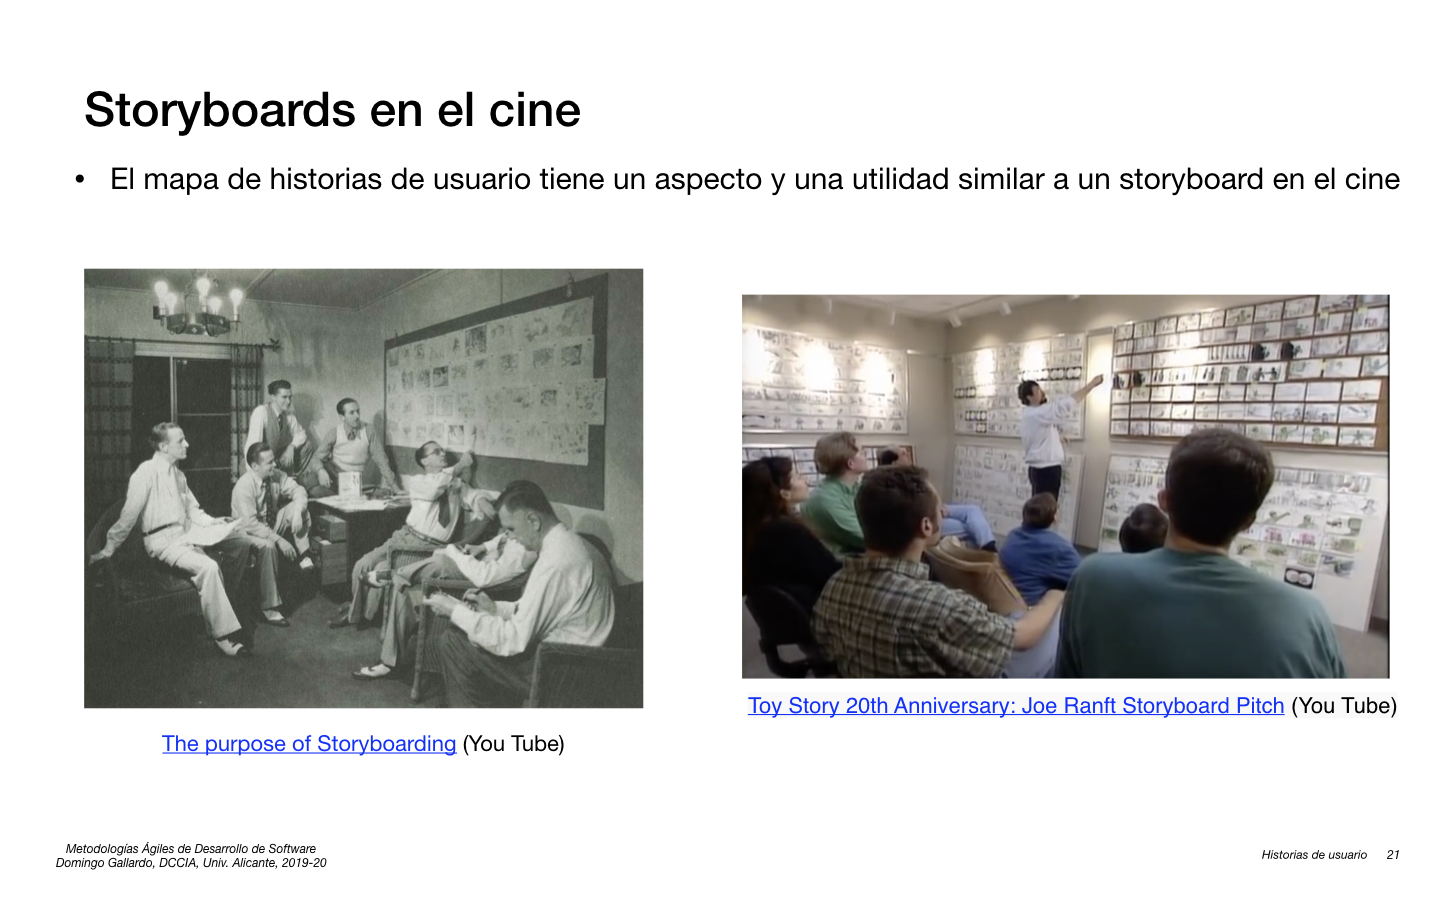 Storyboards en el cine
• El mapa de historias de usuario tiene un aspecto y una utilidad similar a un storyboard en el cine
The purpose of Storyboarding (You Tube)
Toy Story 20th Anniversary: Joe Ranft Storyboard Pitch (You Tube)
Metodologías Ágiles de Desarrollo de Software
Domingo Gallardo, DCCIA, Univ. Alicante, 2019-20
Historias de usuario 21